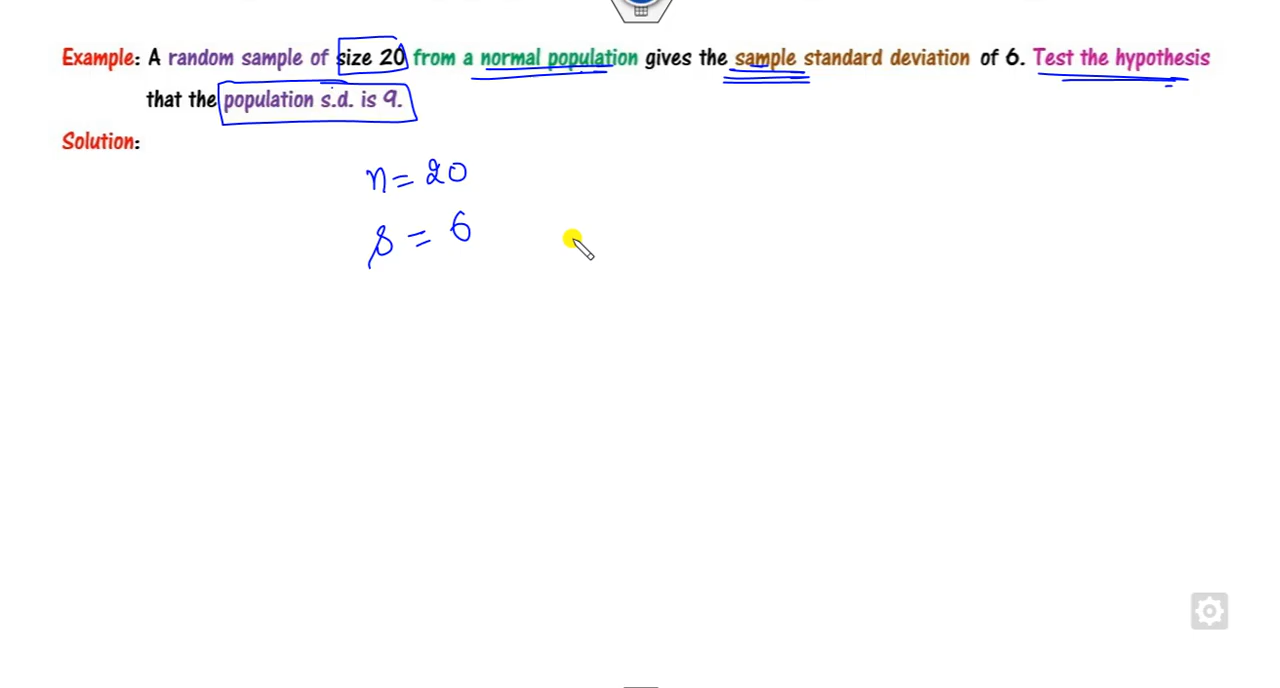 Example: A random sample of size 20 from a normal population gives the sample standard deviation of 6. Test the hypothesis
that the population s.d. is 9.
Solution:
n = 20
s = 6